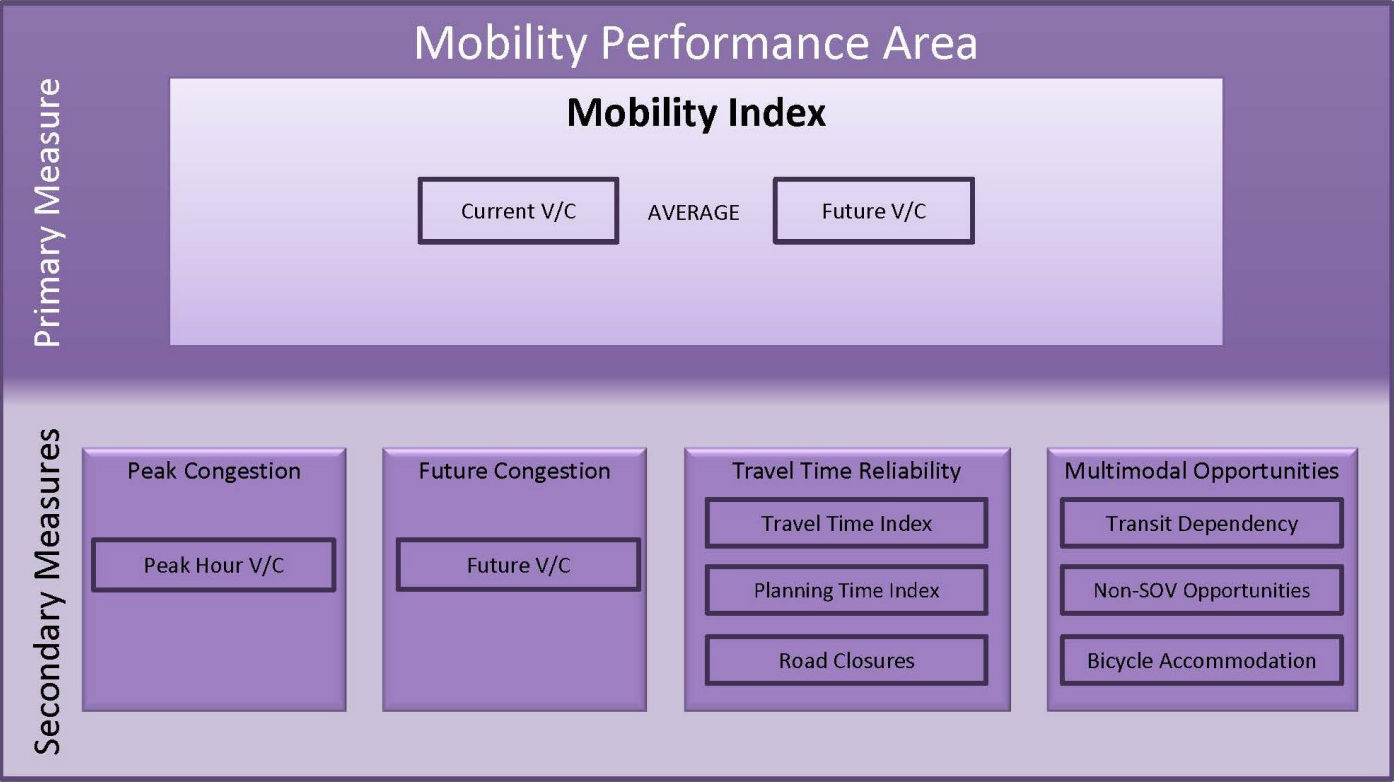 Mobility Performance Area
Primary Measure
Mobility Index
Current V/C
AVERAGE
Future V/C
Secondary Measures
Peak Congestion
Peak Hour V/C
Future Congestion
Future V/C
Travel Time Reliability
Travel Time Index
Planning Time Index
Road Closures
Multimodal Opportunities
Transit Dependency
Non-SOV Opportunities
Bicycle Accommodation